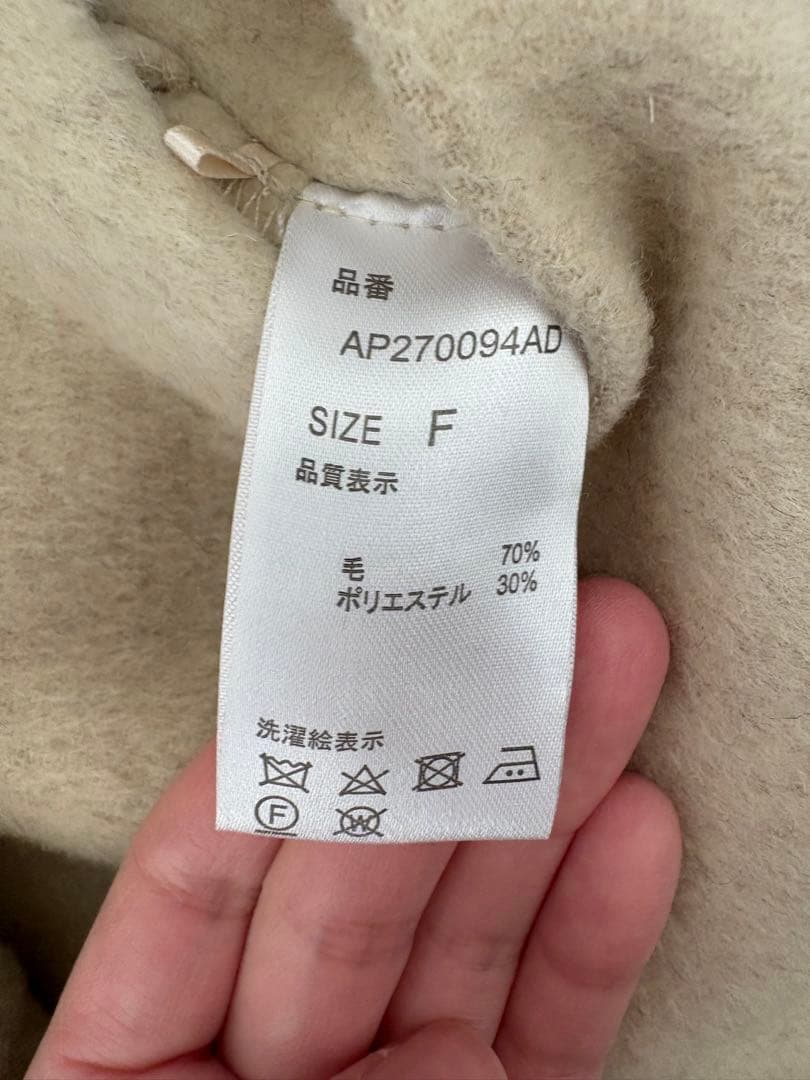 品番
AP270094AD
SIZE F
品質表示
毛 70%
ポリエステル 30%
洗濯絵表示
F W